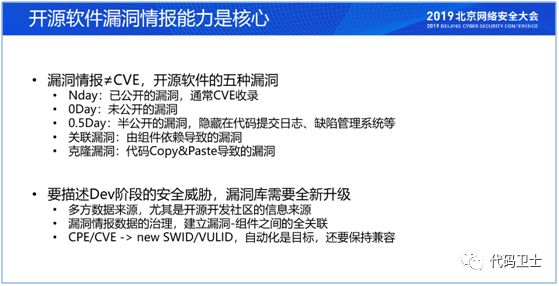 开源软件漏洞情报能力是核心
2019北京网络安全大会
2019 BEIJING CYBER SECURITY CONFERENCE
• 漏洞情报≠CVE，开源软件的五种漏洞
• Nday：已公开的漏洞，通常CVE收录
• 0Day：未公开的漏洞
• 0.5Day：半公开的漏洞，隐藏在代码提交日志、缺陷管理系统等
• 关联漏洞：由组件依赖导致的漏洞
• 克隆漏洞：代码Copy&Paste导致的漏洞
• 要描述Dev阶段的安全威胁，漏洞库需要全新升级
• 多方数据来源，尤其是开源开发社区的信息来源
• 漏洞情报数据的治理，建立漏洞-组件之间的全关联
• CPE/CVE -> new SWID/VULID，自动化是目标，还要保持兼容
代码卫士